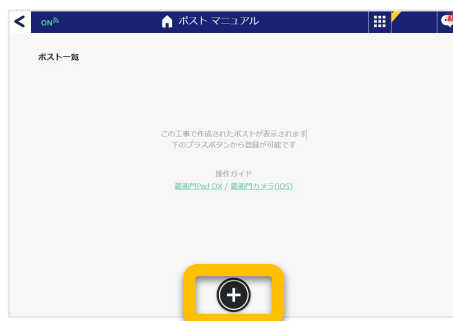 ON
ポスト マニュアル
ポスト一覧
この工事で作成されたポストが表示されます
下のプラスボタンから登録が可能です
操作ガイド
蔵衛門Pad DX / 蔵衛門カメラ(iOS)